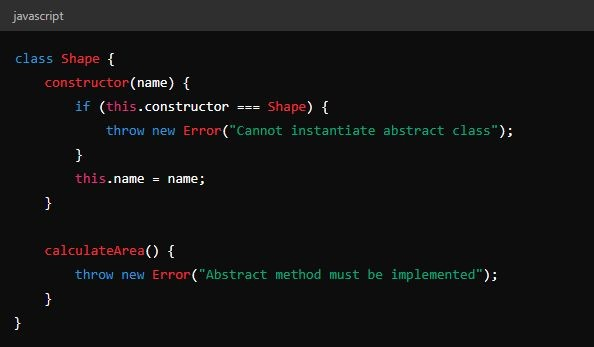 javascript
class Shape {
    constructor(name) {
        if (this.constructor === Shape) {
            throw new Error("Cannot instantiate abstract class");
        }
        this.name = name;
    }

    calculateArea() {
        throw new Error("Abstract method must be implemented");
    }
}